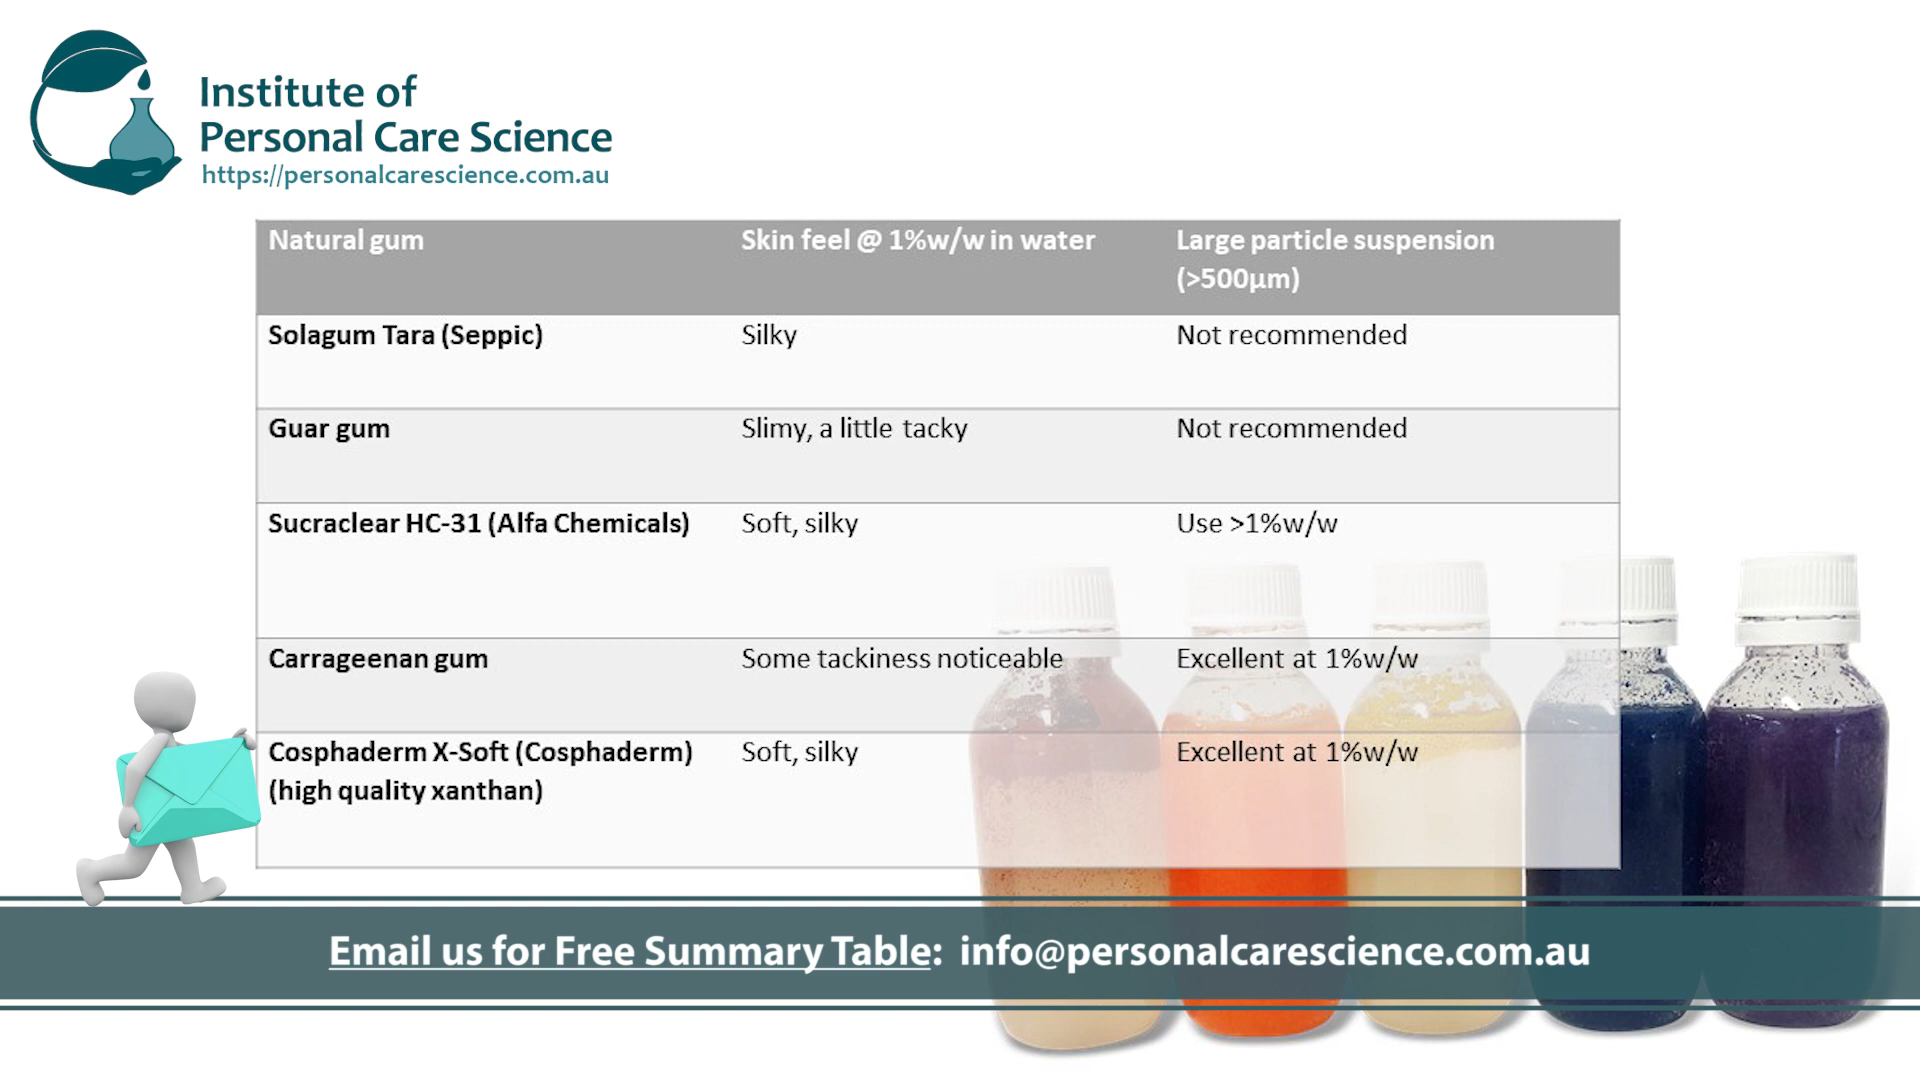 Institute of
Personal Care Science
https://personalcarescience.com.au
Natural gum
Skin feel @ 1%w/w in water
Large particle suspension
(>500µm)
Solagum Tara (Seppic)
Silky
Not recommended
Guar gum
Slimy, a little tacky
Not recommended
Sucraclear HC-31 (Alfa Chemicals)
Soft, silky
Use >1%w/w
Carrageenan gum
Some tackiness noticeable
Excellent at 1%w/w
Cosphaderm X-Soft (Cosphaderm)
(high quality xanthan)
Soft, silky
Excellent at 1%w/w
Email us for Free Summary Table: info@personalcarescience.com.au